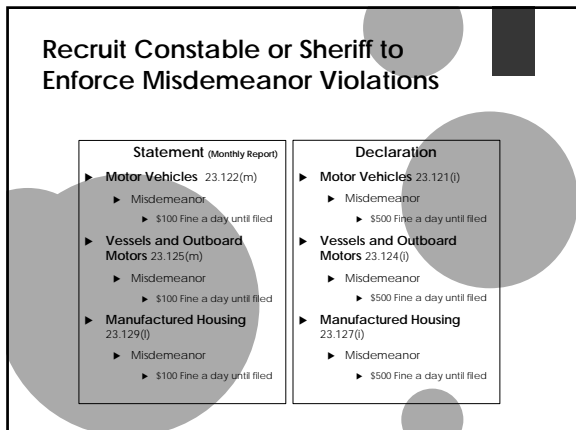 Recruit Constable or Sheriff to
Enforce Misdemeanor Violations
Statement (Monthly Report)
Motor Vehicles 23.122(m)
Misdemeanor
$100 Fine a day until filed
Vessels and Outboard
Motors 23.125(m)
Misdemeanor
$100 Fine a day until filed
Manufactured Housing
23.129(l)
Misdemeanor
$100 Fine a day until filed
Declaration
Motor Vehicles 23.121(i)
Misdemeanor
$500 Fine a day until filed
Vessels and Outboard
Motors 23.124(i)
Misdemeanor
$500 Fine a day until filed
Manufactured Housing
23.127(i)
Misdemeanor
$500 Fine a day until filed